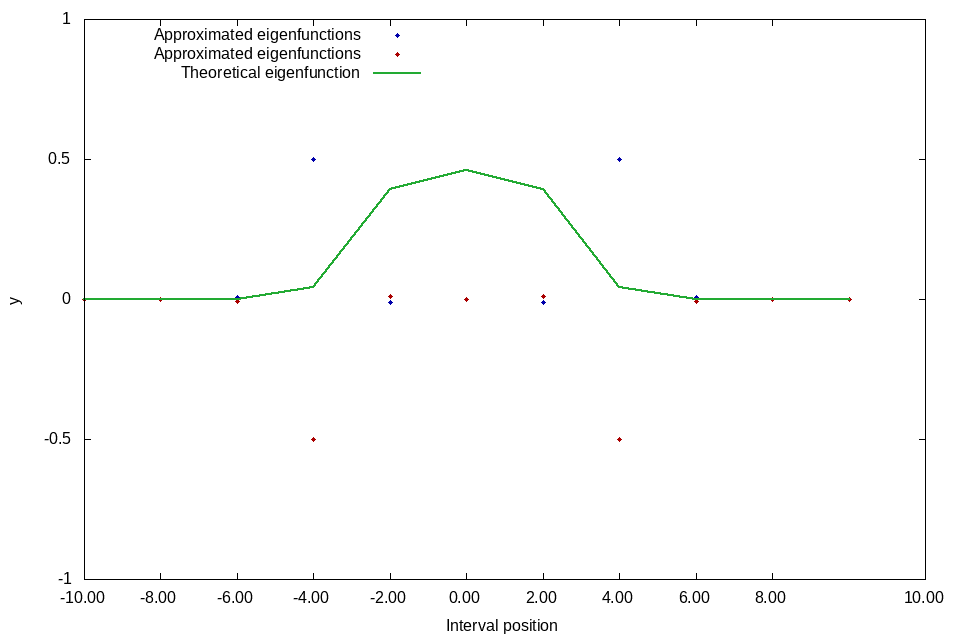 Approximated eigenfunctions
Approximated eigenfunctions
Theoretical eigenfunction
1
0.5
0
-0.5
-1
y
-10.00 -8.00 -6.00 -4.00 -2.00 0.00 2.00 4.00 6.00 8.00 10.00
Interval position